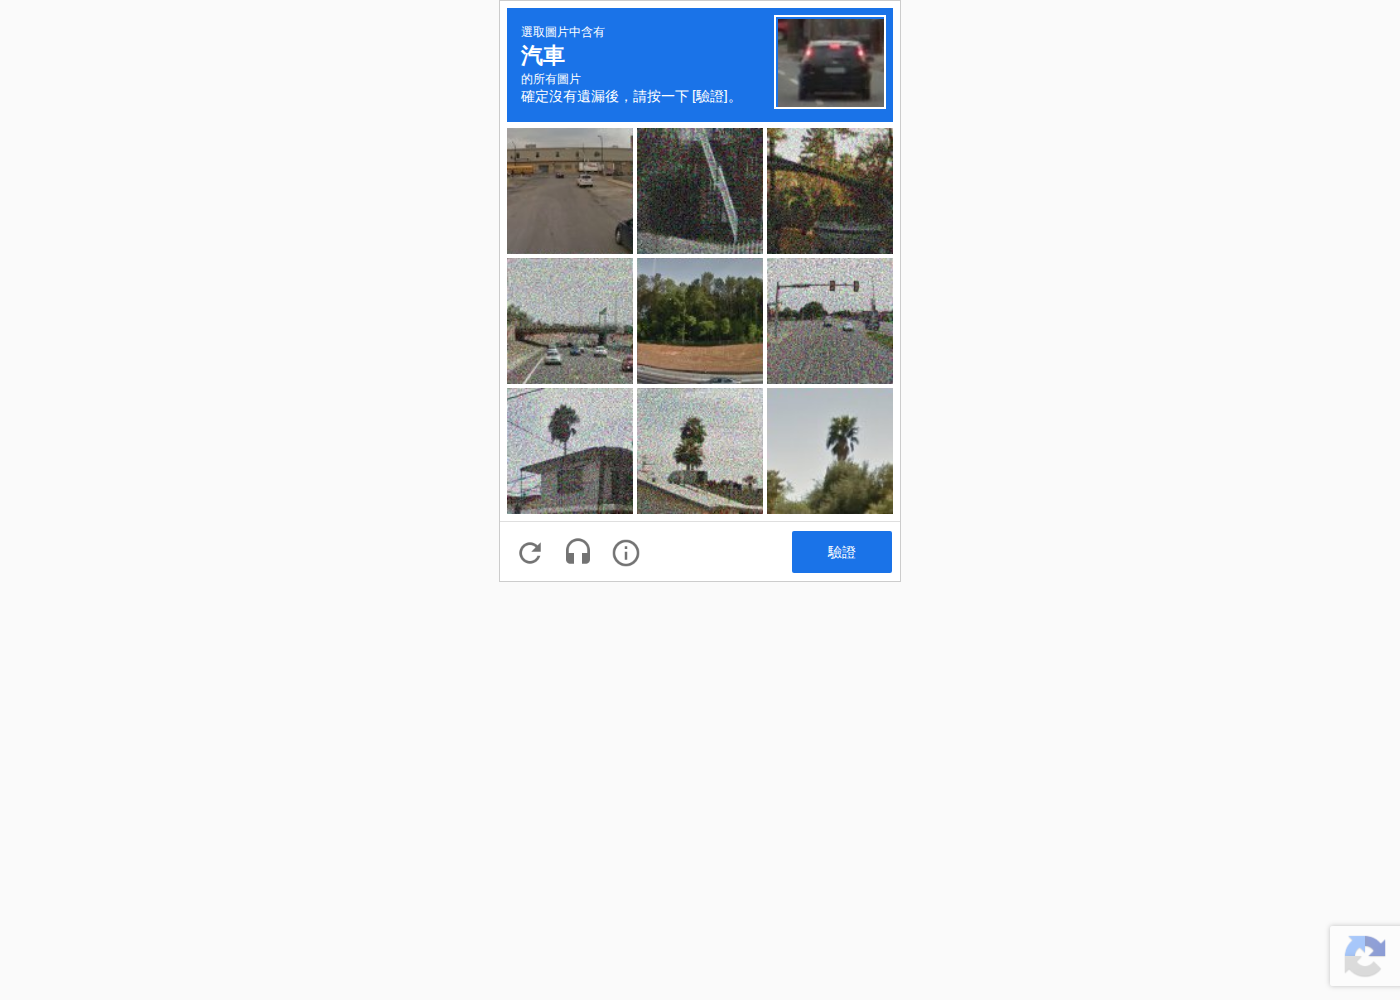 選取圖片中含有
汽車
的所有圖片
確定沒有遺漏後，請按一下 [驗證]。
驗證